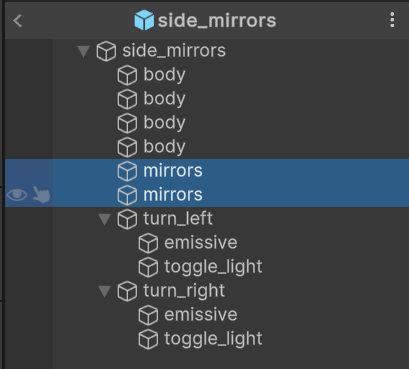 side_mirrors
side_mirrors
body
body
body
body
mirrors
mirrors
turn_left
emissive
toggle_light
turn_right
emissive
toggle_light